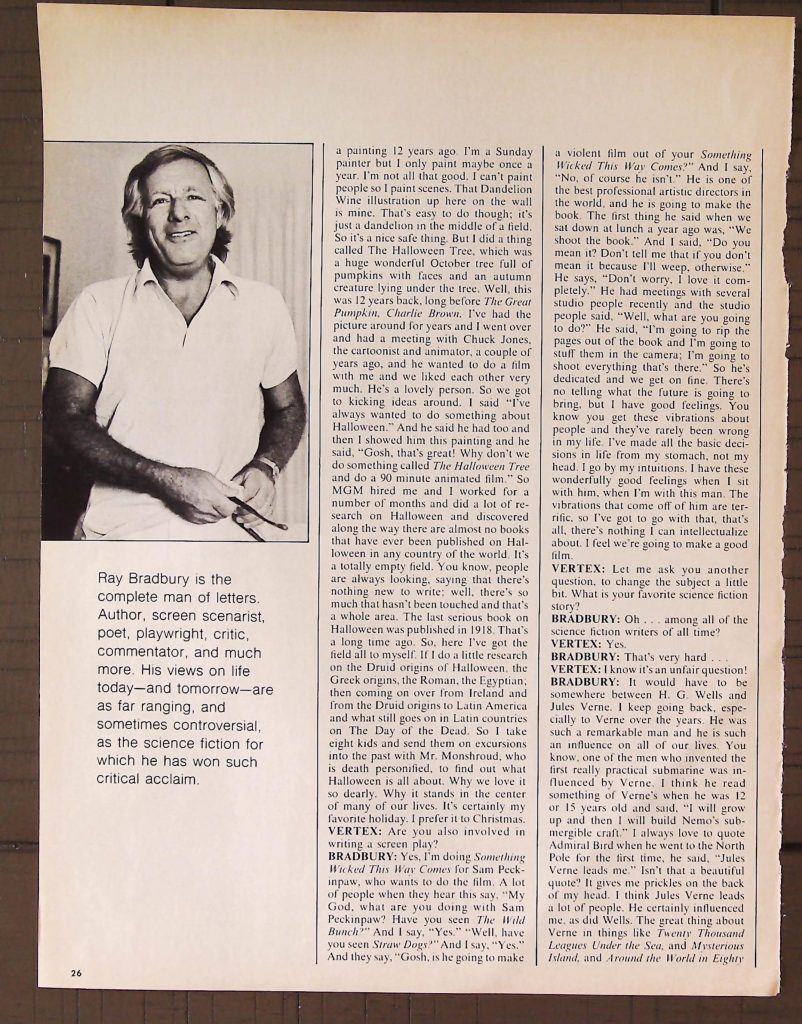 Ray Bradbury is the
complete man of letters.
Author, screen scenarist,
poet, playwright, critic,
commentator, and much
more. His views on life
today—and tomorrow—are
as far ranging, and
sometimes controversial,
as the science fiction for
which he has won such
critical acclaim.
26
a painting 12 years ago. I'm a Sunday
painter but I only paint maybe once a
year. I'm not all that good. I can't paint
people so I paint scenes. That Dandelion
Wine illustration up here on the wall
is mine. That's easy to do though; it's
just a dandelion in the middle of a field.
So it's a nice safe thing. But I did a thing
called The Halloween Tree, which was
a huge wonderful October tree full of
pumpkins with faces and an autumn
creature lying under the tree. Well, this
was 12 years back, long before The Great
Pumpkin, Charlie Brown. I've had the
picture around for years and I went over
and had a meeting with Chuck Jones,
the cartoonist and animator, a couple of
years ago, and he wanted to do a film
with me and we liked each other very
much. He's a lovely person. So we got
to kicking ideas around. I said "I've
always wanted to do something about
Halloween." And he said he had too and
then I showed him this painting and he
said, "Gosh, that's great! Why don't we
do something called The Halloween Tree
and do a 90 minute animated film." So
MGM hired me and I worked for a
number of months and did a lot of re-
search on Halloween and discovered
along the way there are almost no books
that have ever been published on Hal-
loween in any country of the world. It's
a totally empty field. You know, people
are always looking, saying that there's
nothing new to write; well, there's so
much that hasn't been touched and that's
a whole area. The last serious book on
Halloween was published in 1918. That's
a long time ago. So, here I've got the
field all to myself. If I do a little research
on the Druid origins of Halloween, the
Greek origins, the Roman, the Egyptian;
then coming on over from Ireland and
from the Druid origins to Latin America
and what still goes on in Latin countries
on The Day of the Dead. So I take
eight kids and send them on excursions
into the past with Mr. Monshroud, who
is death personified, to find out what
Halloween is all about. Why we love it
so dearly. Why it stands in the center
of many of our lives. It's certainly my
favorite holiday. I prefer it to Christmas.
VERTEX: Are you also involved in
writing a screen play?
BRADBURY: Yes, I'm doing Something
Wicked This Way Comes for Sam Peck-
inpaw, who wants to do the film. A lot
of people when they hear this say, "My
God, what are you doing with Sam
Peckinpaw? Have you seen The Wild
Bunch?" And I say, "Yes." "Well, have
you seen Straw Dogs?" And I say, "Yes."
And they say, "Gosh, is he going to make
a violent film out of your Something
Wicked This Way Comes?" And I say,
"No, of course he isn't." He is one of
the best professional artistic directors in
the world, and he is going to make the
book. The first thing he said when we
sat down at lunch a year ago was, "We
shoot the book." And I said, "Do you
mean it? Don't tell me that if you don't
mean it because I'll weep, otherwise."
He says, "Don't worry, I love it com-
pletely." He had meetings with several
studio people recently and the studio
people said, "Well, what are you going
to do?" He said, "I'm going to rip the
pages out of the book and I'm going to
stuff them in the camera; I'm going to
shoot everything that's there." So he's
dedicated and we get on fine. There's
no telling what the future is going to
bring, but I have good feelings. You
know you get these vibrations about
people and they've rarely been wrong
in my life. I've made all the basic deci-
sions in life from my stomach, not my
head. I go by my intuitions. I have these
wonderfully good feelings when I sit
with him, when I'm with this man. The
vibrations that come off of him are ter-
rific, so I've got to go with that, that's
all, there's nothing I can intellectualize
about. I feel we're going to make a good
film.
VERTEX: Let me ask you another
question, to change the subject a little
bit. What is your favorite science fiction
story?
BRADBURY: Oh . . . among all of the
science fiction writers of all time?
VERTEX: Yes.
BRADBURY: That's very hard . . .
VERTEX: I know it's an unfair question!
BRADBURY: It would have to be
somewhere between H. G. Wells and
Jules Verne. I keep going back, espe-
cially to Verne over the years. He was
such a remarkable man and he is such
an influence on all of our lives. You
know, one of the men who invented the
first really practical submarine was in-
fluenced by Verne. I think he read
something of Verne's when he was 12
or 15 years old and said, "I will grow
up and then I will build Nemo's sub-
mergible craft." I always love to quote
Admiral Bird when he went to the North
Pole for the first time, he said, "Jules
Verne leads me." Isn't that a beautiful
quote? It gives me prickles on the back
of my head. I think Jules Verne leads
a lot of people. He certainly influenced
me, as did Wells. The great thing about
Verne in things like Twenty Thousand
Leagues Under the Sea, and Mysterious
Island, and Around the World in Eighty